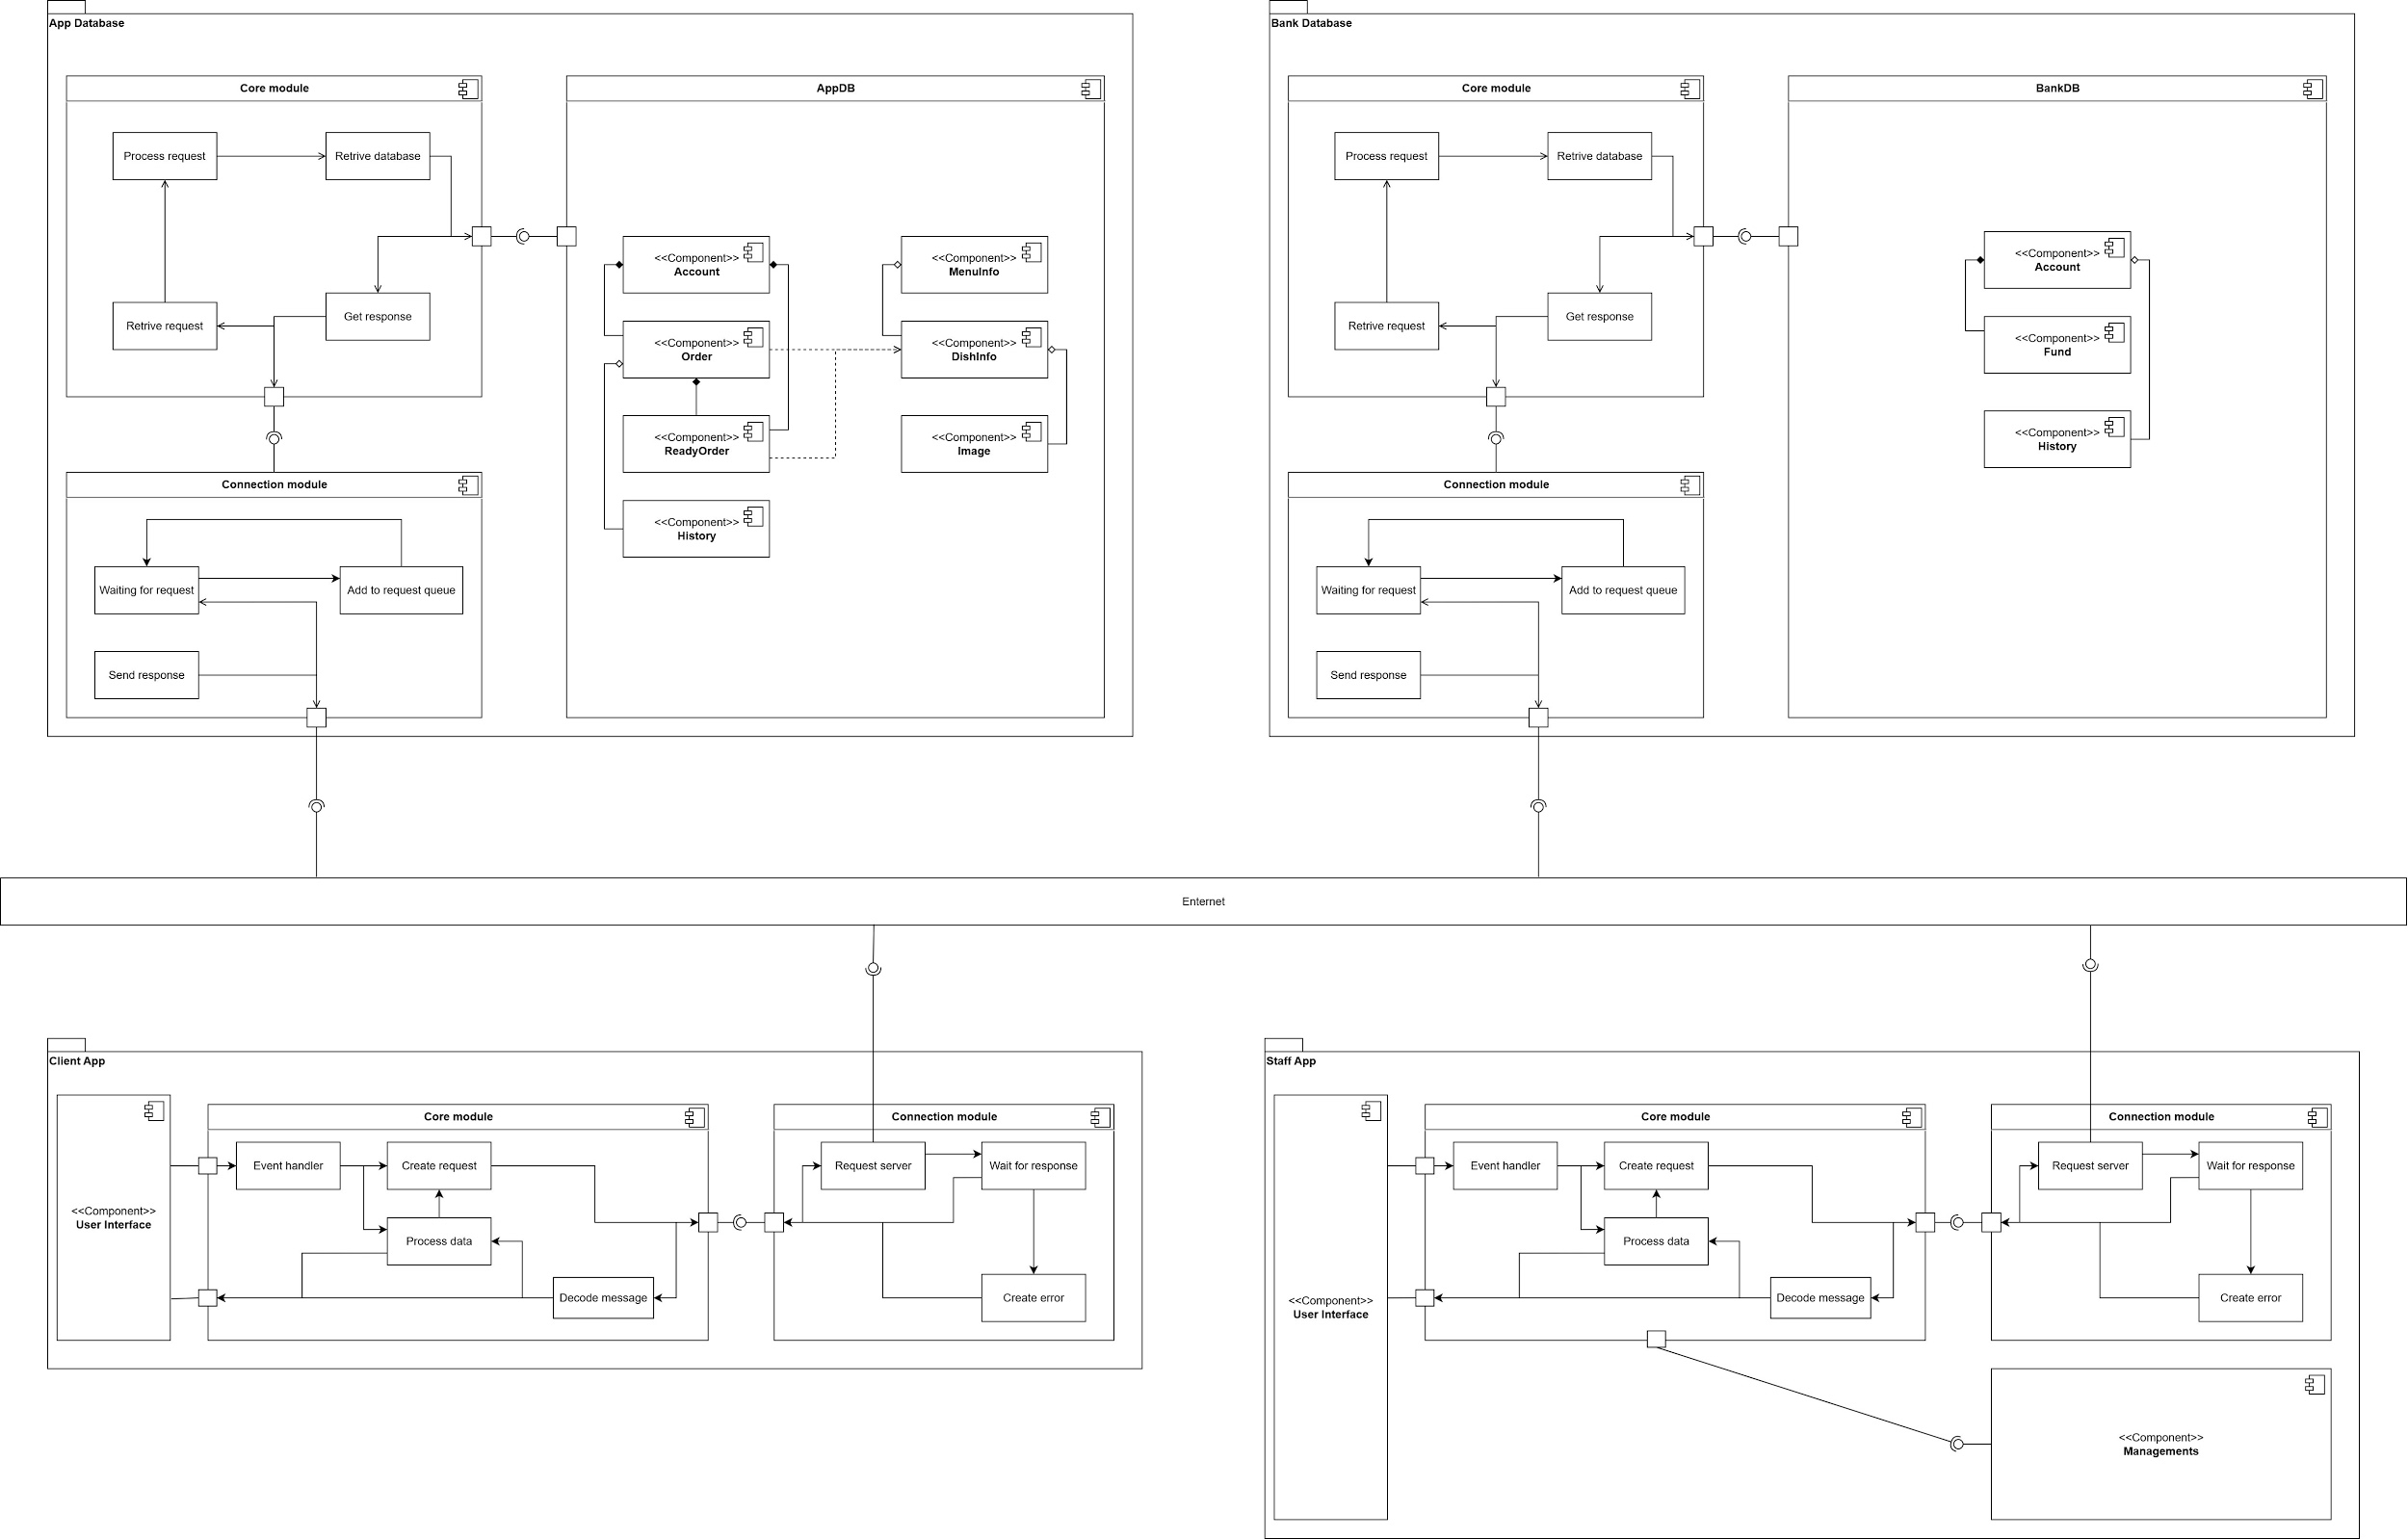 App Database
Core module
Process request
Retrive database
Retrive request
Get response
AppDB
<<Component>>
Account
<<Component>>
MenuInfo
<<Component>>
Order
<<Component>>
DishInfo
<<Component>>
ReadyOrder
<<Component>>
Image
<<Component>>
History
Connection module
Waiting for request
Add to request queue
Send response
Bank Database
Core module
Process request
Retrive database
Retrive request
Get response
BankDB
<<Component>>
Account
<<Component>>
Fund
<<Component>>
History
Connection module
Waiting for request
Add to request queue
Send response
Enternet
Client App
<<Component>>
User Interface
Core module
Event handler
Create request
Process data
Decode message
Connection module
Request server
Wait for response
Create error
Staff App
<<Component>>
User Interface
Core module
Event handler
Create request
Process data
Decode message
Connection module
Request server
Wait for response
Create error
<<Component>>
Managements